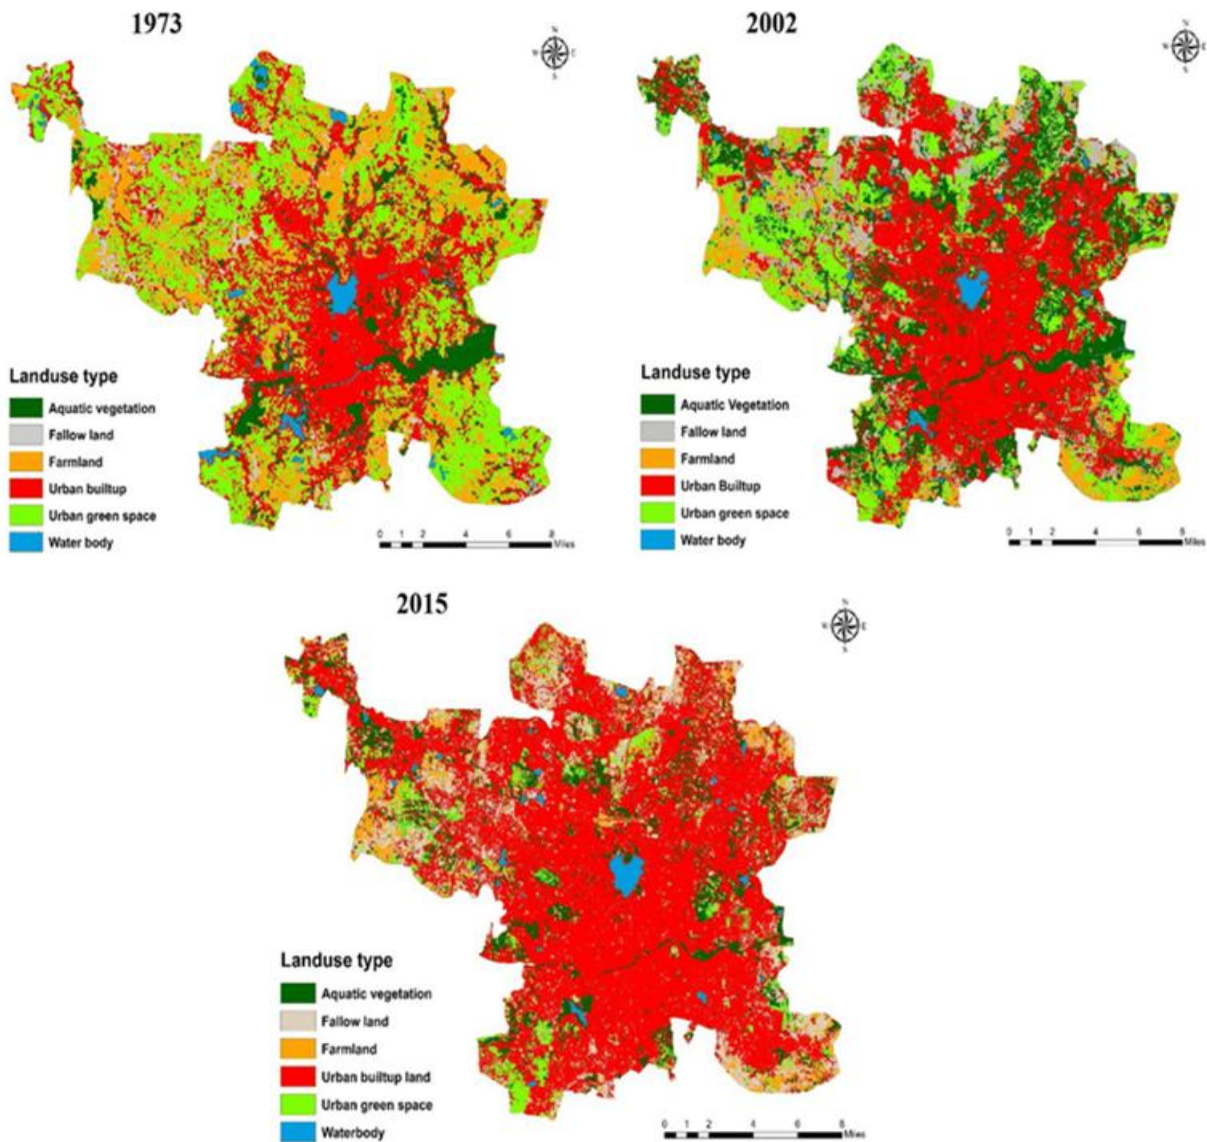 1973
N
W E
S
Landuse type
Aquatic vegetation
Fallow land
Farmland
Urban builtup
Urban green space
Water body
0 1 2 4 6 8
Miles
2002
N
W E
S
Landuse type
Aquatic Vegetation
Fallow land
Farmland
Urban Builtup
Urban green space
Water body
0 1 2 4 6 8
Miles
2015
N
W E
S
Landuse type
Aquatic vegetation
Fallow land
Farmland
Urban builtup land
Urban green space
Waterbody
0 1 2 4 6 8
Miles